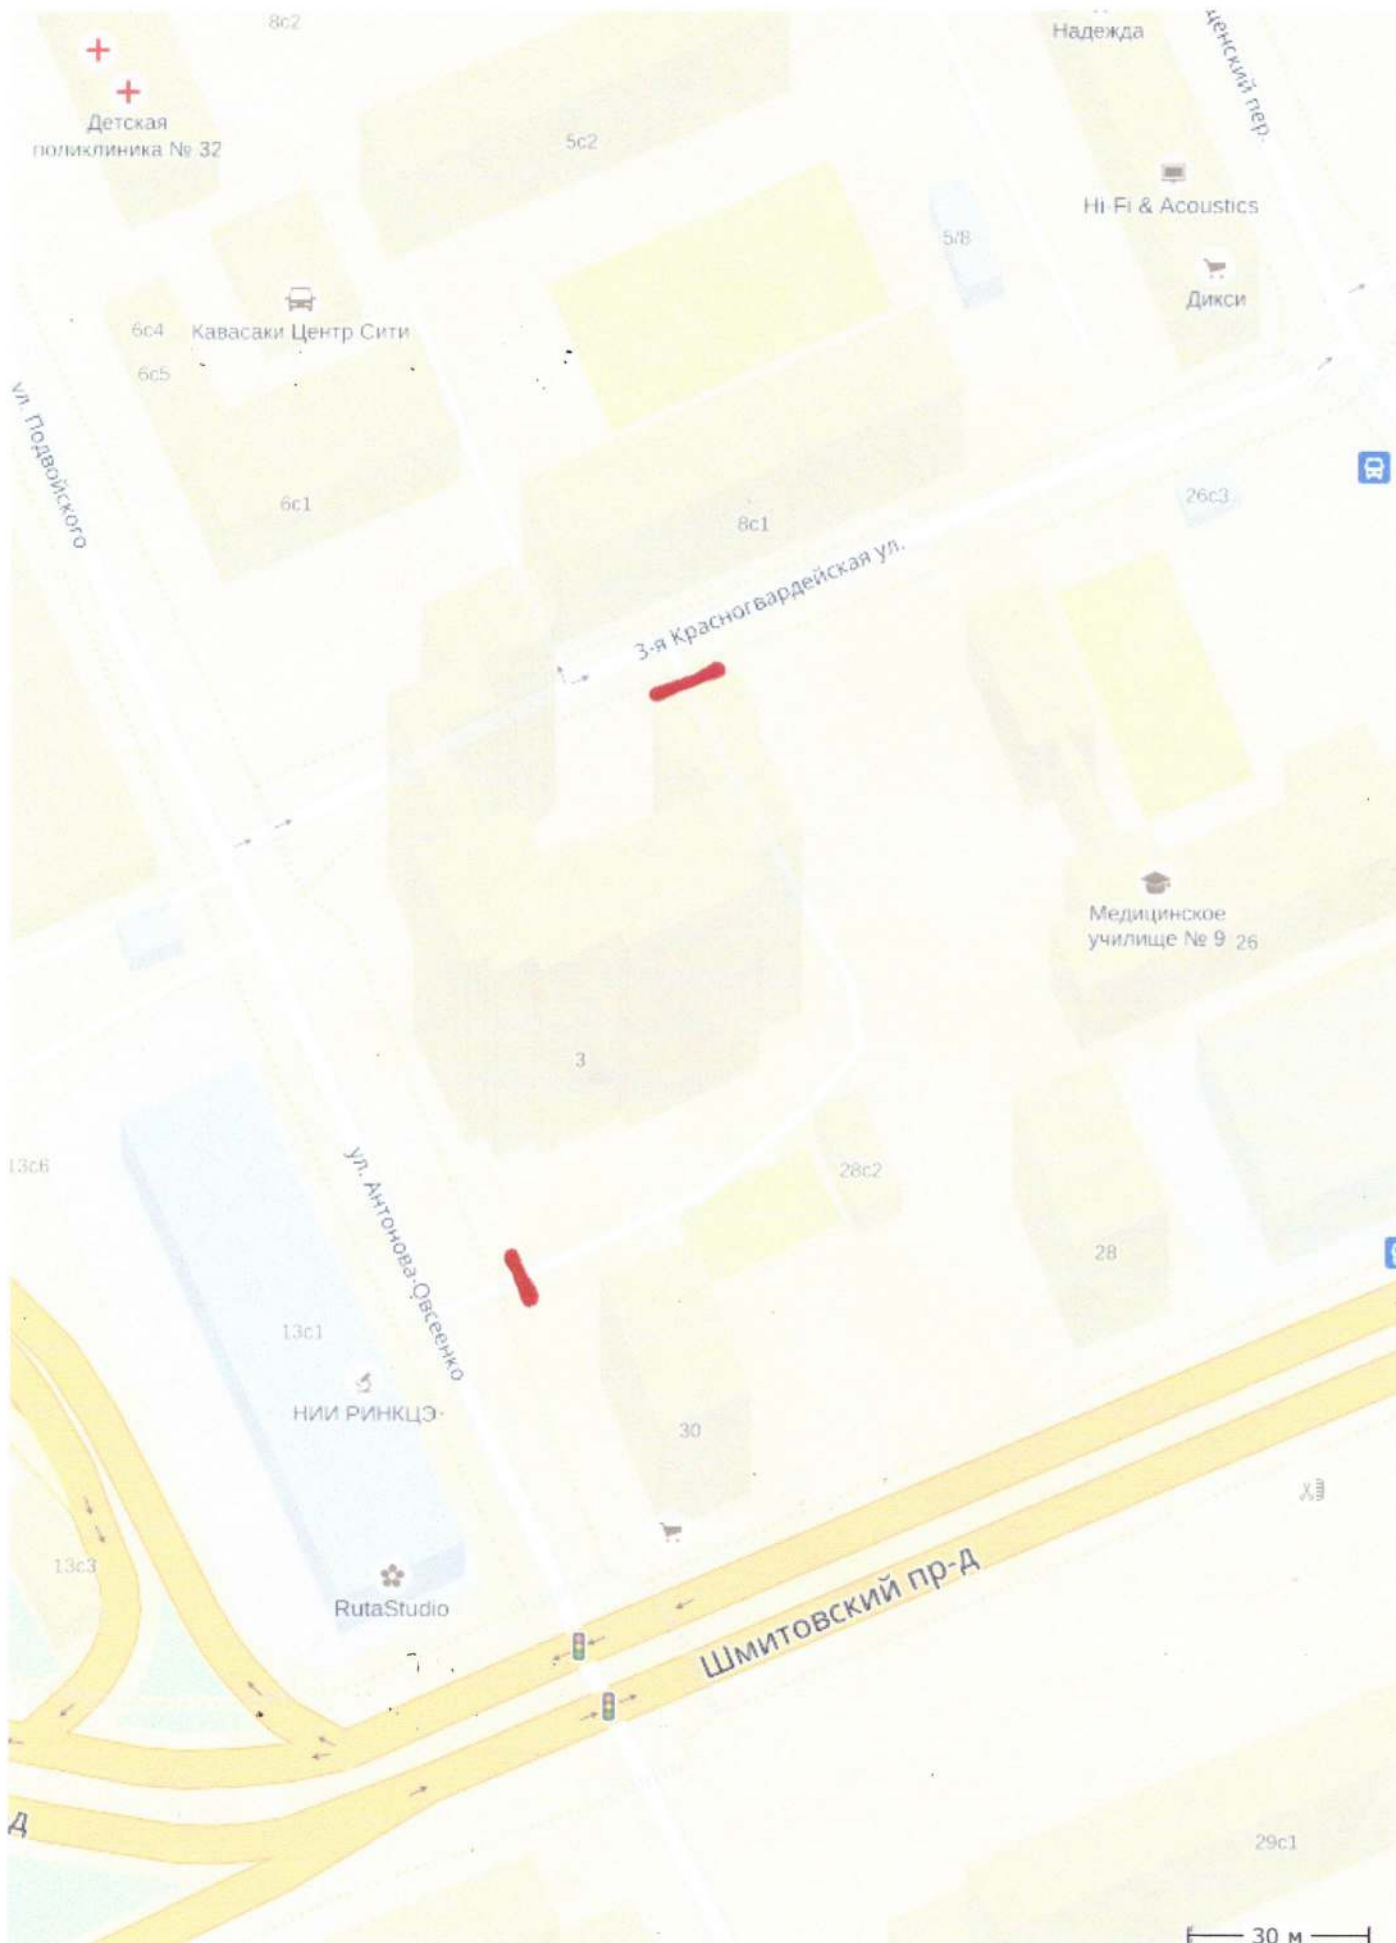 8с2
Надежда
щенский пер.
Детская
поликлиника № 32
5с2
Hi-Fi & Acoustics
5/8
Дикси
6с4
Кавасаки Центр Сити
6с5
ул. Подвойского
6с1
26с3
8с1
3-я Красногвардейская ул.
Медицинское
училище № 9
26
3
13с6
28с2
ул. Антонова-Овсеенко
28
13с1
НИИ РИНКЦЭ
30
13с3
RutaStudio
Шмитовский пр-д
д
29с1
30 м